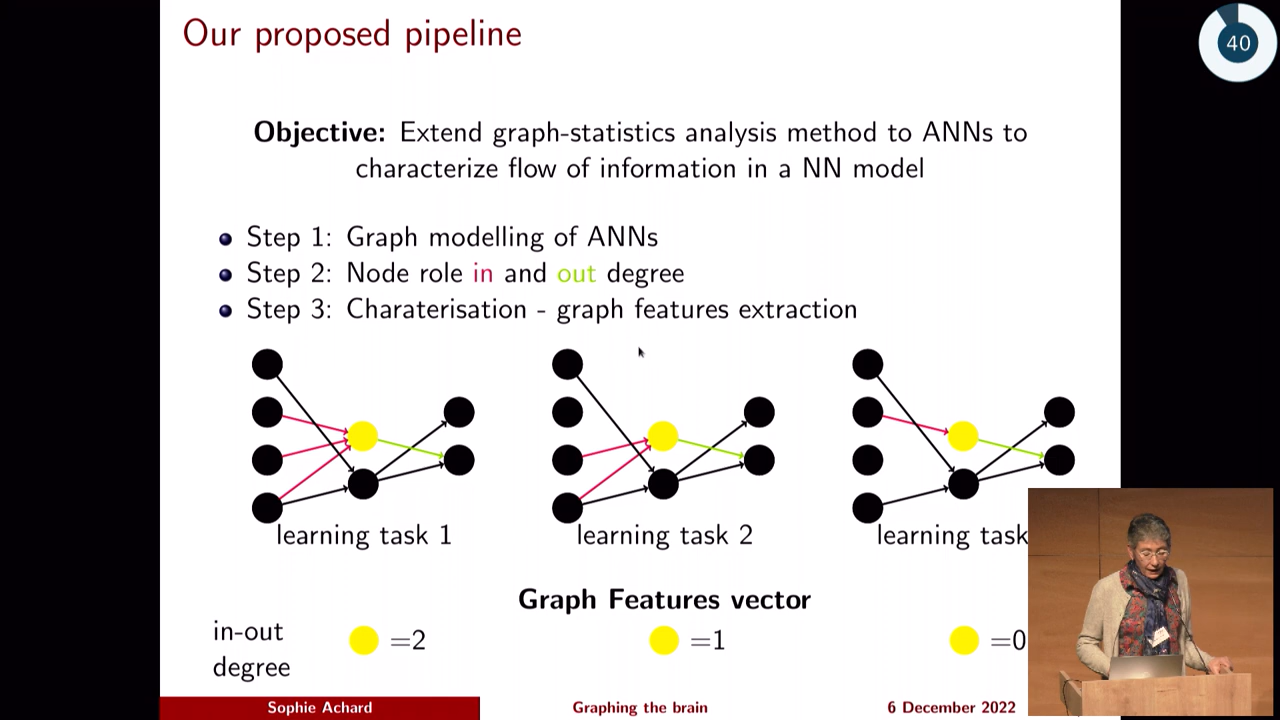 Our proposed pipeline
40
Objective: Extend graph-statistics analysis method to ANNs to
characterize flow of information in a NN model
Step 1: Graph modelling of ANNs
Step 2: Node role in and out degree
Step 3: Charaterisation - graph features extraction
learning task 1
learning task 2
learning task
Graph Features vector
in-out
degree
=2
=1
=0
Sophie Achard
Graphing the brain
6 December 2022